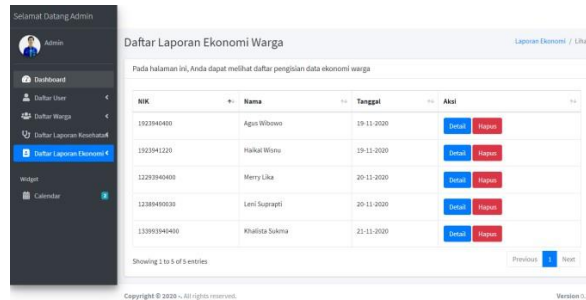 Selamat Datang Admin
Admin
Dashboard
Daftar User
Daftar Warga
Daftar Laporan Kesehatan
Daftar Laporan Ekonomi
Widget
Calendar
Daftar Laporan Ekonomi Warga
Laporan Ekonomi /
Pada halaman ini, Anda dapat melihat daftar pengisian data ekonomi warga
NIK Nama Tanggal Aksi
1923940400 Agus Wibowo 19-11-2020 Detail Hapus
1923941220 Haikal Wisnu 19-11-2020 Detail Hapus
12293940400 Merry Lika 20-11-2020 Detail Hapus
12389490030 Leni Suprapti 20-11-2020 Detail Hapus
133993940400 Khalista Sukma 21-11-2020 Detail Hapus
Showing 1 to 5 of 5 entries
Previous 1 Next
Copyright © 2020 -. All rights reserved.
Version